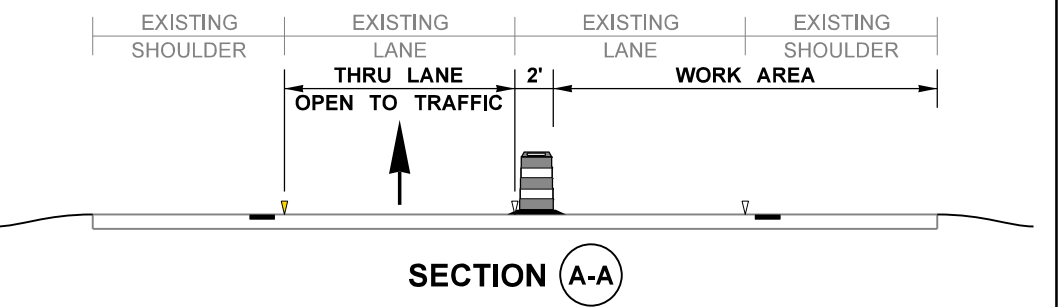 EXISTING EXISTING EXISTING EXISTING
SHOULDER LANE LANE SHOULDER
THRU LANE 2' WORK AREA
OPEN TO TRAFFIC
SECTION A-A